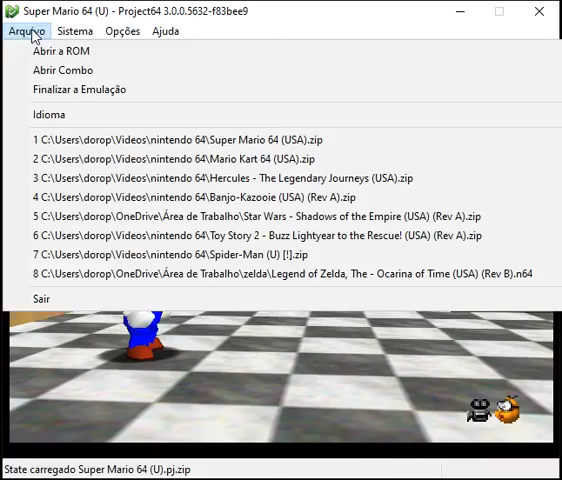 Super Mario 64 (U) - Project64 3.0.0.5632-f83bee9
Arquivo Sistema Opções Ajuda
Abrir a ROM
Abrir Combo
Finalizar a Emulação
Idioma
1 C:\Users\dorop\Videos\nintendo 64\Super Mario 64 (USA).zip
2 C:\Users\dorop\Videos\nintendo 64\Mario Kart 64 (USA).zip
3 C:\Users\dorop\Videos\nintendo 64\Hercules - The Legendary Journeys (USA).zip
4 C:\Users\dorop\Videos\nintendo 64\Banjo-Kazooie (USA) (Rev A).zip
5 C:\Users\dorop\OneDrive\Área de Trabalho\Star Wars - Shadows of the Empire (USA) (Rev A).zip
6 C:\Users\dorop\Videos\nintendo 64\Toy Story 2 - Buzz Lightyear to the Rescue! (USA) (Rev A).zip
7 C:\Users\dorop\Videos\nintendo 64\Spider-Man (U) [!].zip
8 C:\Users\dorop\OneDrive\Área de Trabalho\zelda\Legend of Zelda, The - Ocarina of Time (USA) (Rev B).n64
Sair
State carregado Super Mario 64 (U).pj.zip